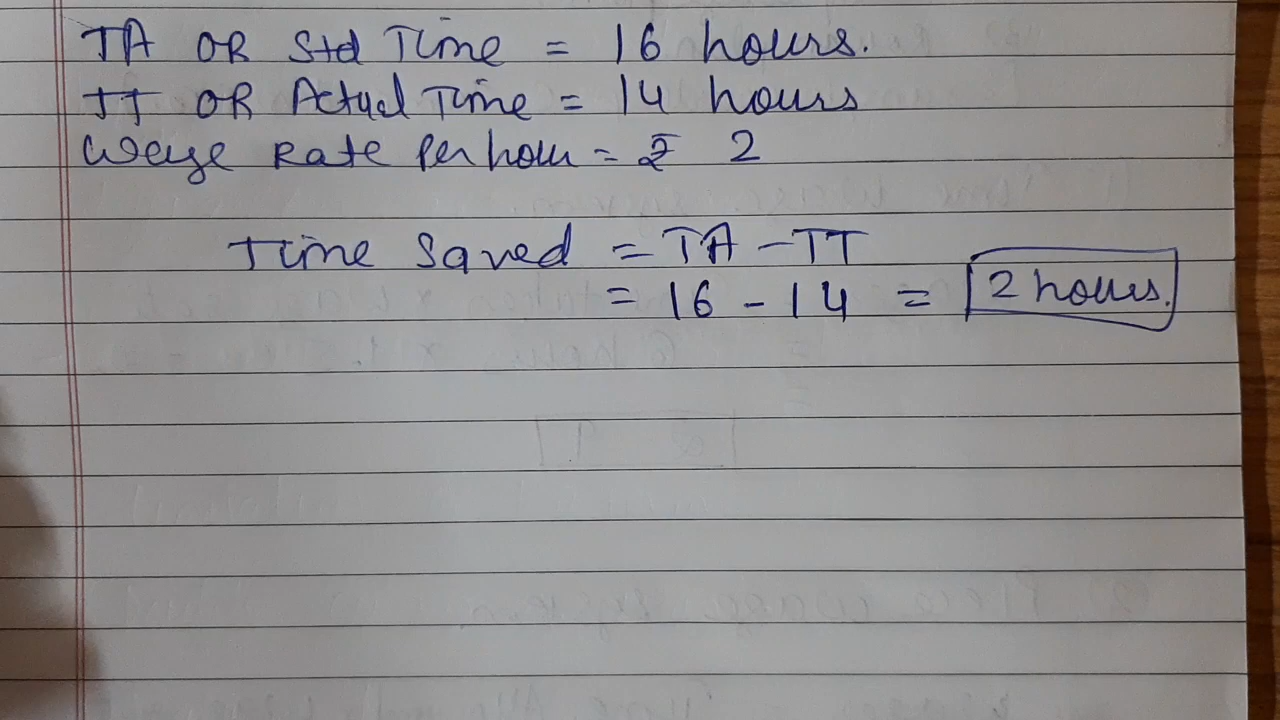 TA OR Std Time = 16 hours.
TT OR Actual Time = 14 hours
Wage Rate Per hour = ₹ 2
Time Saved = TA - TT
= 16 - 14 = 2 hours.